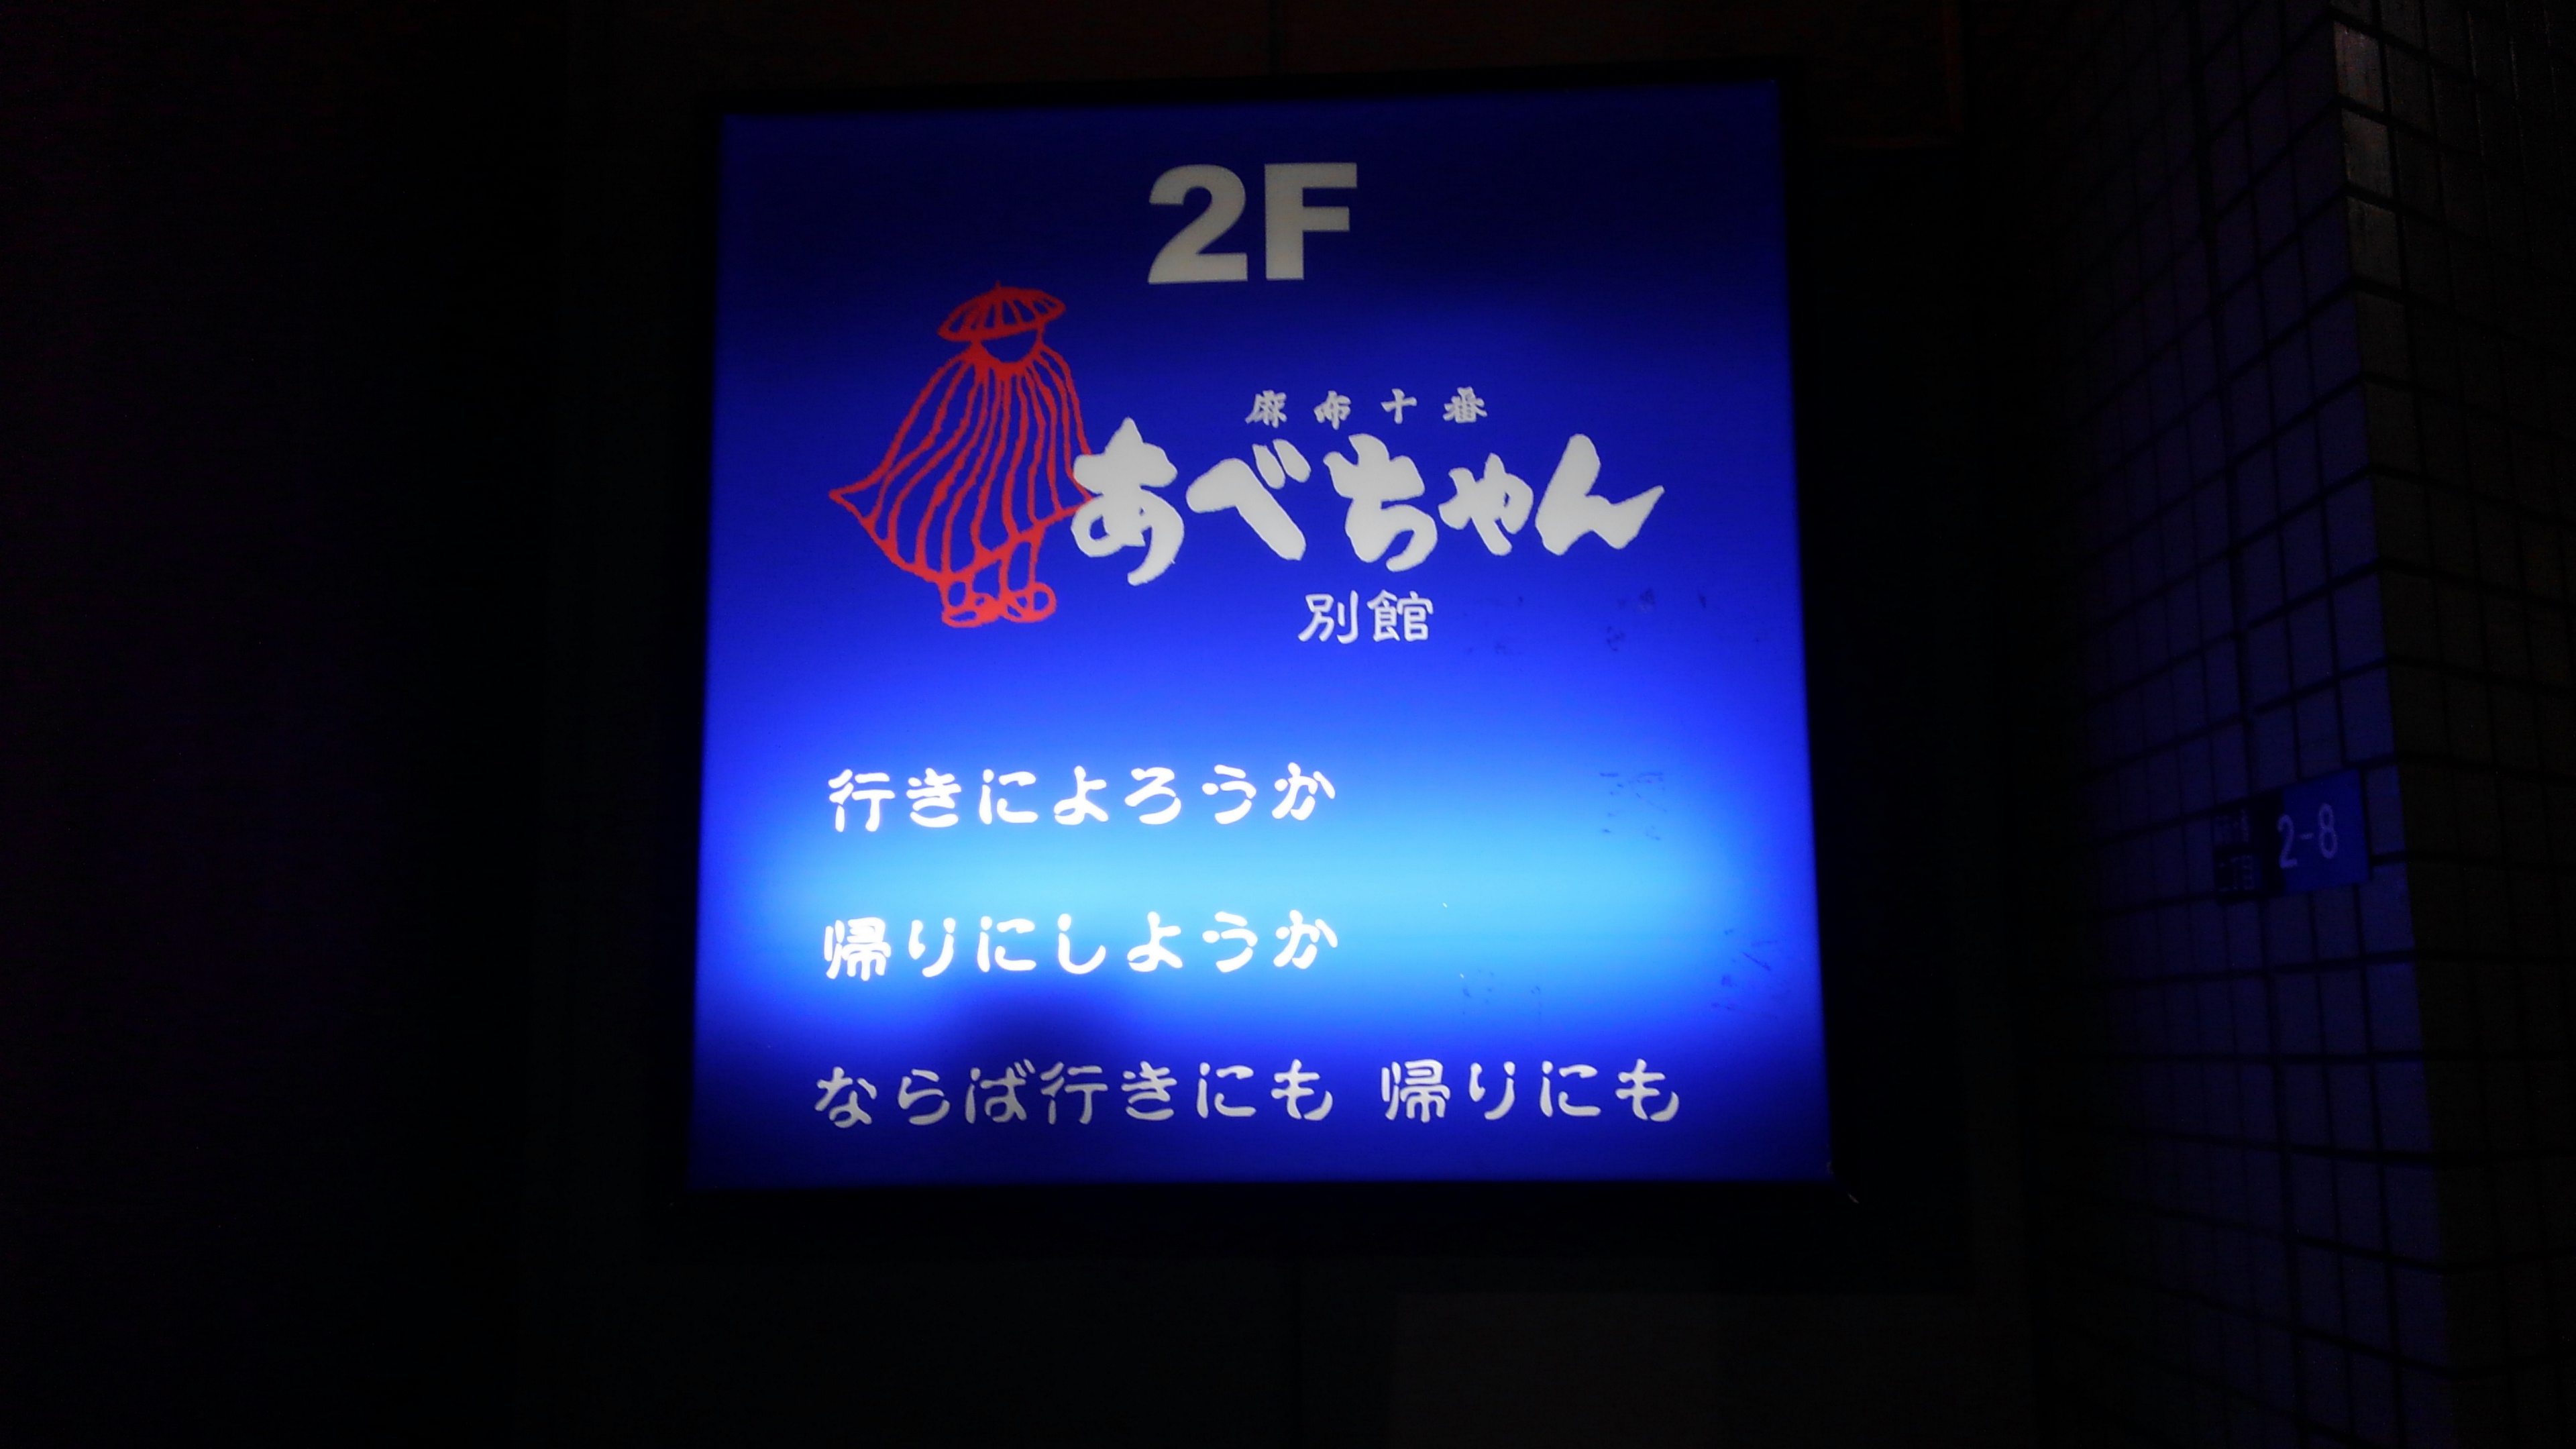 2F
麻布十番
あべちゃん
別館
行きによろうか
帰りにしようか
ならば行きにも 帰りにも
2-8